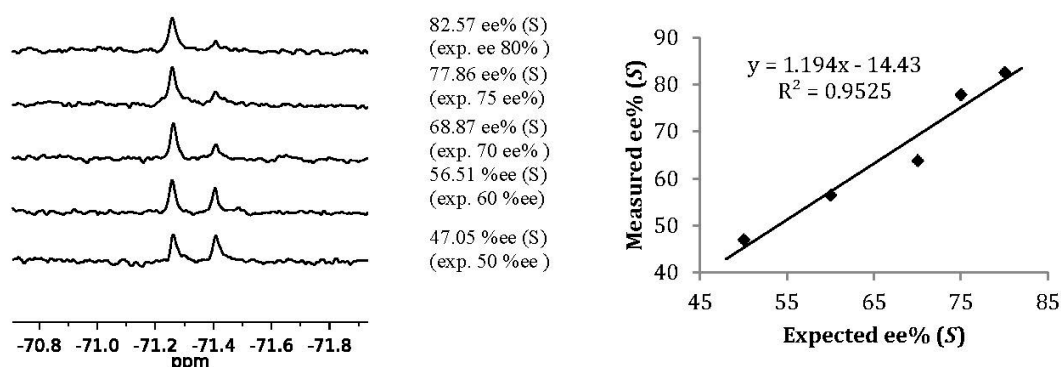 82.57 ee% (S)
(exp. ee 80% )
77.86 ee% (S)
(exp. 75 ee%)
68.87 ee% (S)
(exp. 70 ee% )
56.51 %ee (S)
(exp. 60 %ee)
47.05 %ee (S)
(exp. 50 %ee )
-70.8 -71.0 -71.2 -71.4 -71.6 -71.8
ppm
90
80
70
60
50
40
Measured ee% (S)
y = 1.194x - 14.43
R² = 0.9525
45 55 65 75 85
Expected ee% (S)